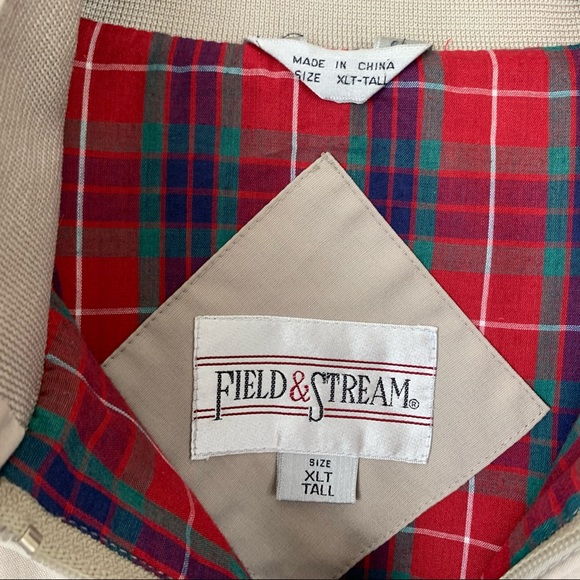 MADE IN CHINA
SIZE XLT-TALL
FIELD&STREAM®
SIZE
XLT
TALL